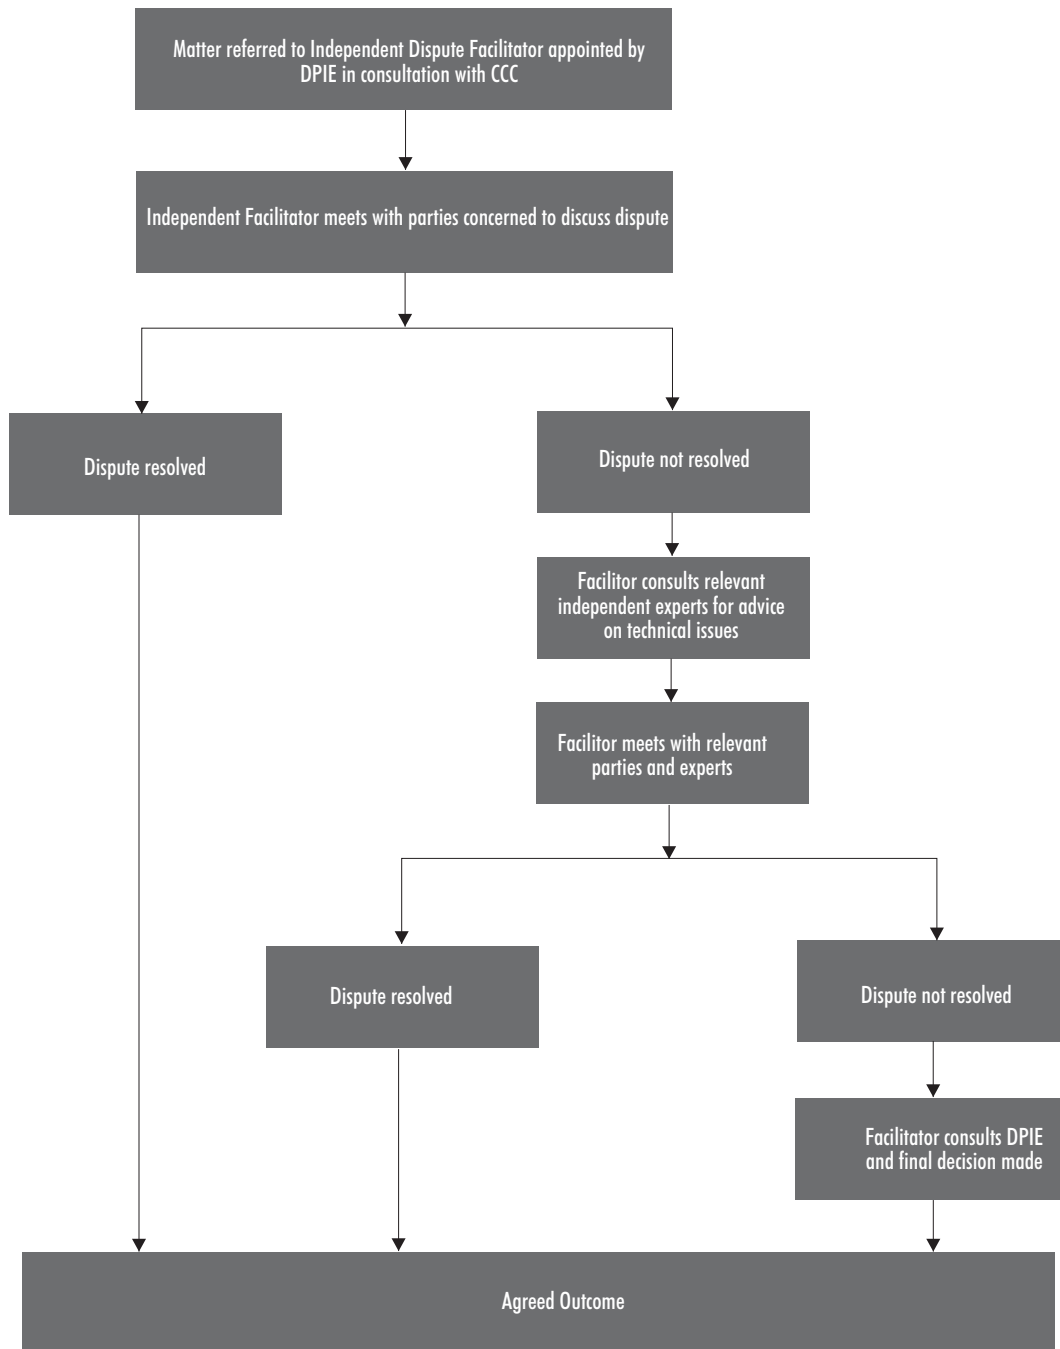 Matter referred to Independent Dispute Facilitator appointed by
DPIE in consultation with CCC
Independent Facilitator meets with parties concerned to discuss dispute
Dispute resolved
Dispute not resolved
Facilitor consults relevant
independent experts for advice
on technical issues
Facilitor meets with relevant
parties and experts
Dispute resolved
Dispute not resolved
Facilitator consults DPIE
and final decision made
Agreed Outcome